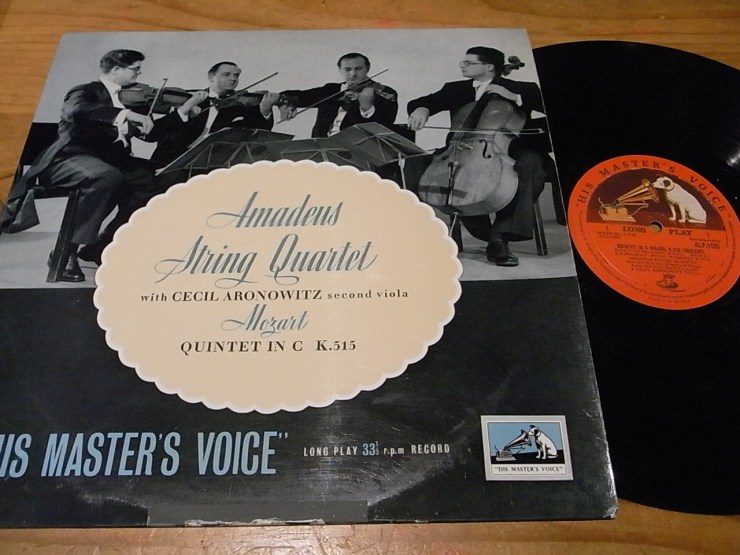 Amadeus
String Quartet
with CECIL ARONOWITZ second viola
Mozart
QUINTET IN C K.515
IS MASTER'S VOICE"
LONG PLAY 33⅓ r.p.m RECORD
"HIS MASTER'S VOICE"
"HIS MASTER'S VOICE"
LONG PLAY